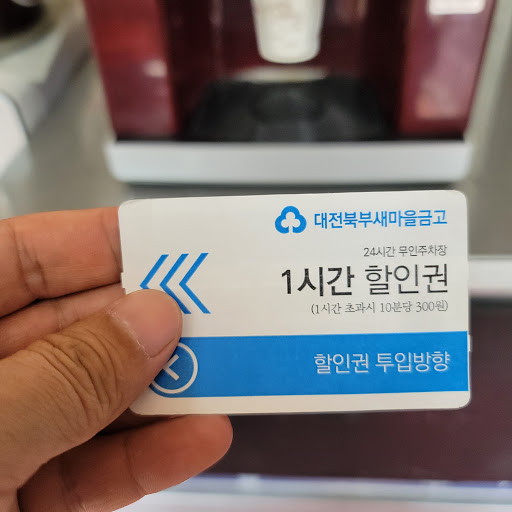 대전북부새마을금고
24시간 무인주차장
1시간 할인권
(1시간 초과시 10분당 300원)
할인권 투입방향